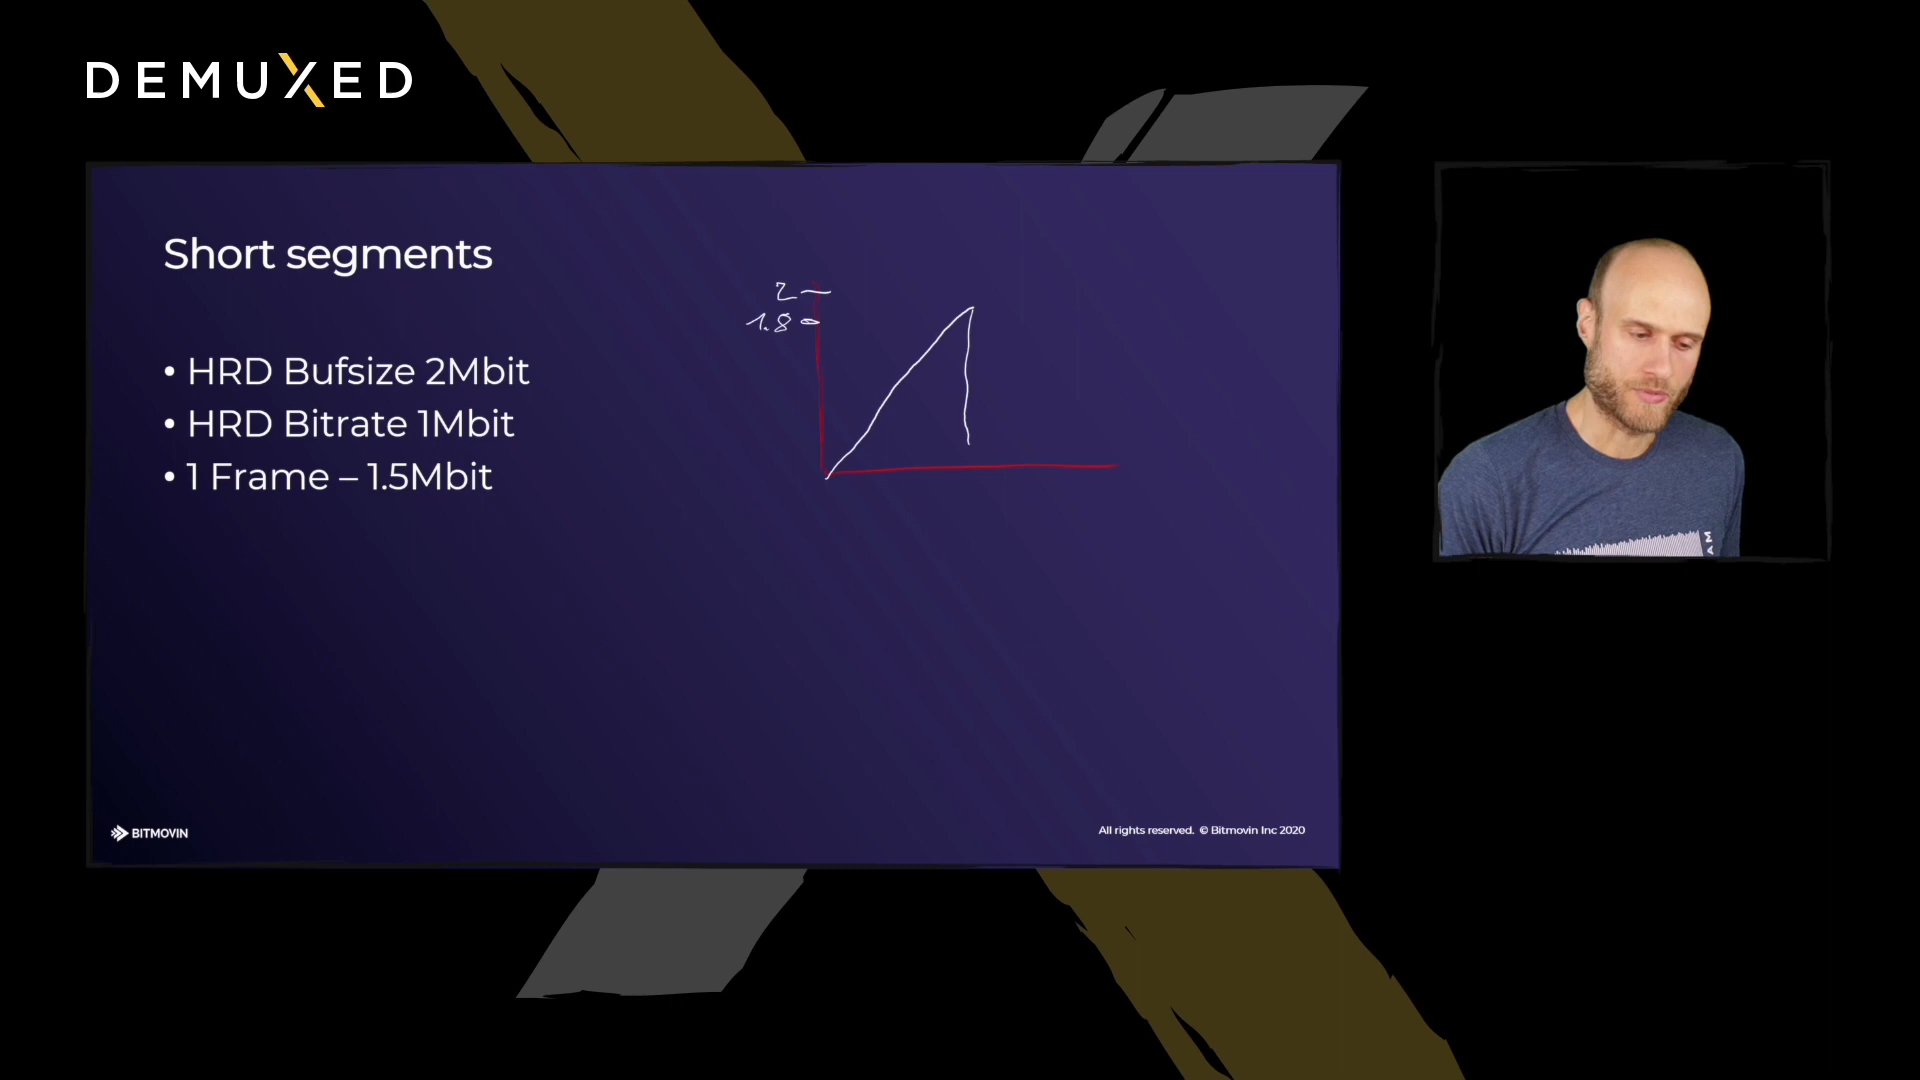 DEMUXED
Short segments
2
1.8
• HRD Bufsize 2Mbit
• HRD Bitrate 1Mbit
• 1 Frame – 1.5Mbit
AM
BITMOVIN
All rights reserved. © Bitmovin Inc 2020